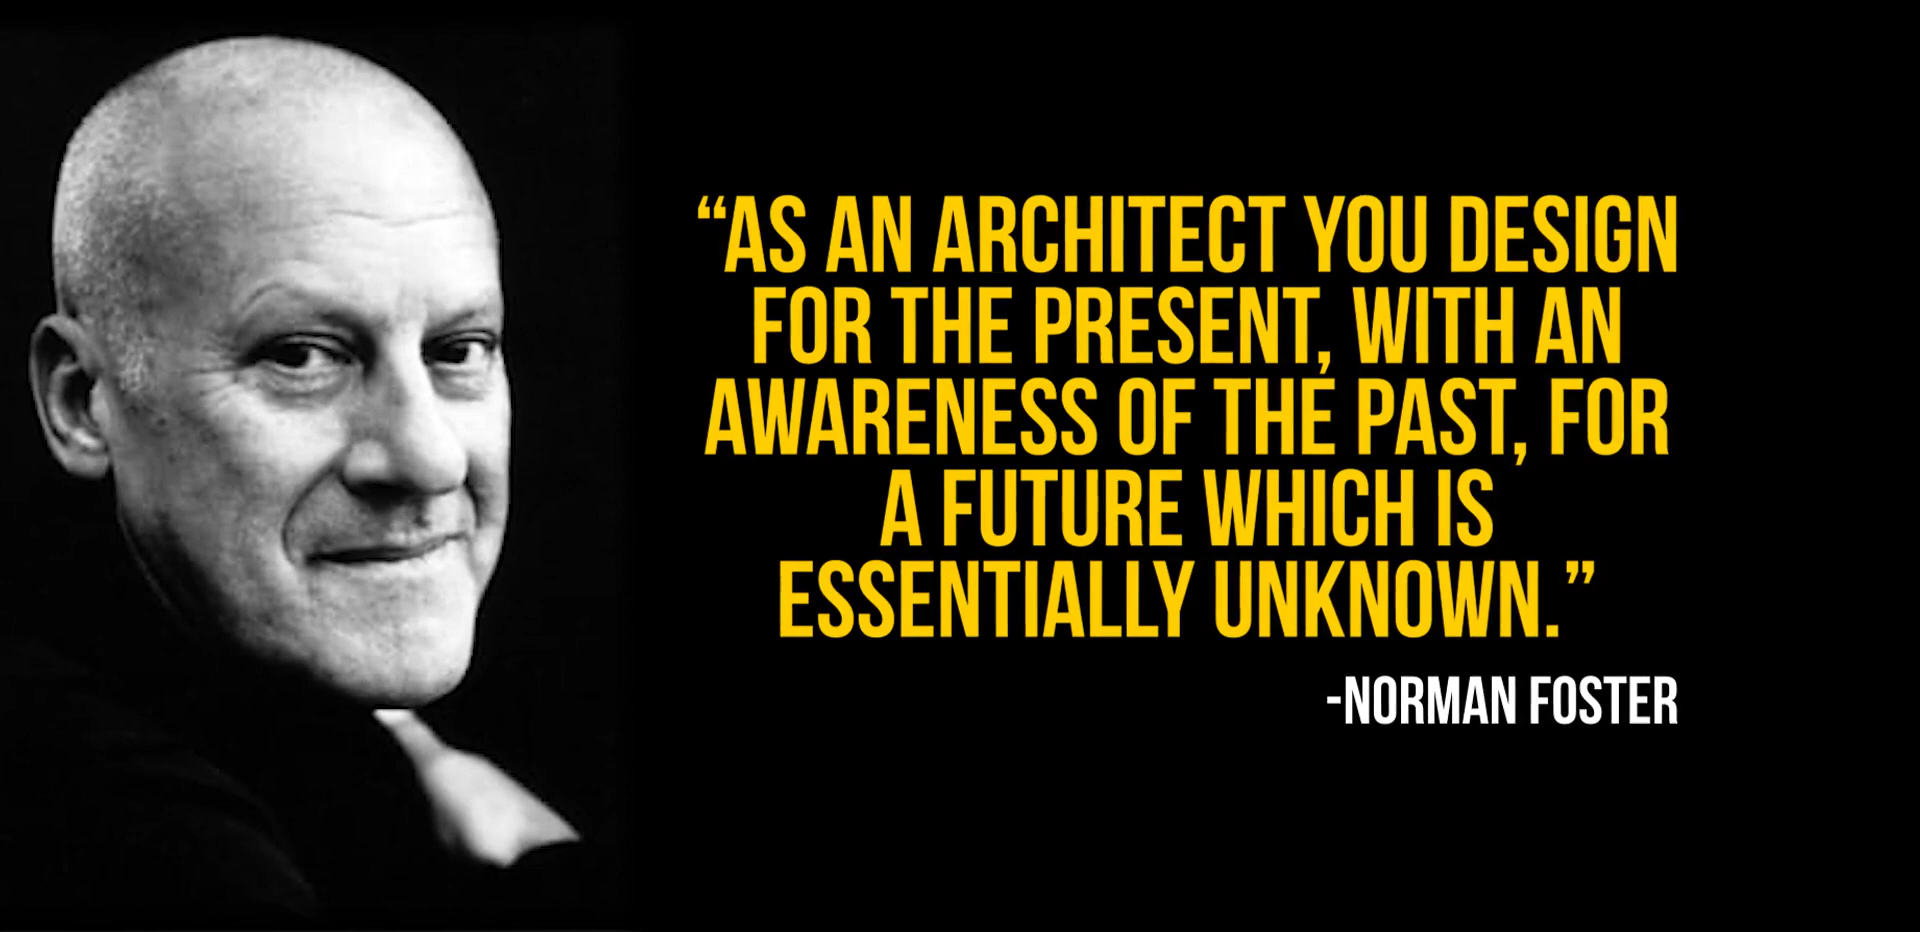 “AS AN ARCHITECT YOU DESIGN
FOR THE PRESENT, WITH AN
AWARENESS OF THE PAST, FOR
A FUTURE WHICH IS
ESSENTIALLY UNKNOWN.”
-NORMAN FOSTER